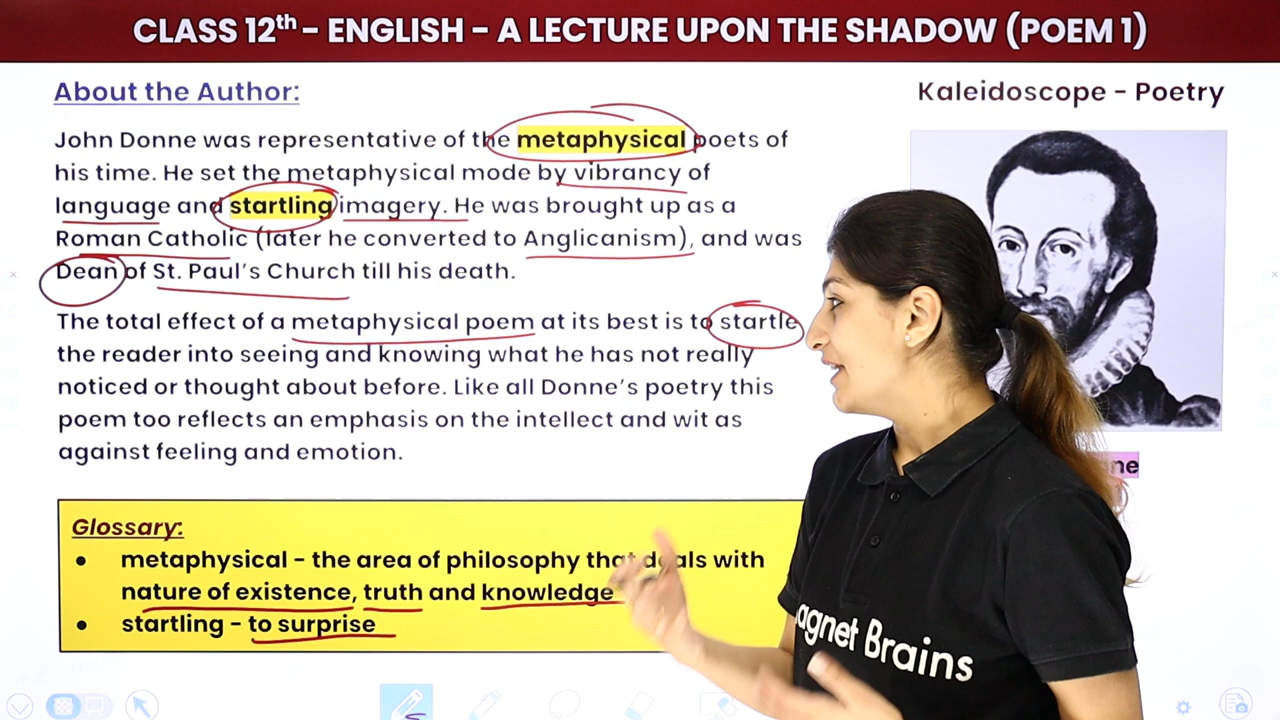 CLASS 12th – ENGLISH – A LECTURE UPON THE SHADOW (POEM 1)
About the Author:
Kaleidoscope – Poetry
John Donne was representative of the metaphysical poets of
his time. He set the metaphysical mode by vibrancy of
language and startling imagery. He was brought up as a
Roman Catholic (later he converted to Anglicanism), and was
Dean of St. Paul's Church till his death.
The total effect of a metaphysical poem at its best is to startle
the reader into seeing and knowing what he has not really
noticed or thought about before. Like all Donne's poetry this
poem too reflects an emphasis on the intellect and wit as
against feeling and emotion.
Glossary:
● metaphysical – the area of philosophy that deals with
nature of existence, truth and knowledge
● startling – to surprise
Brains